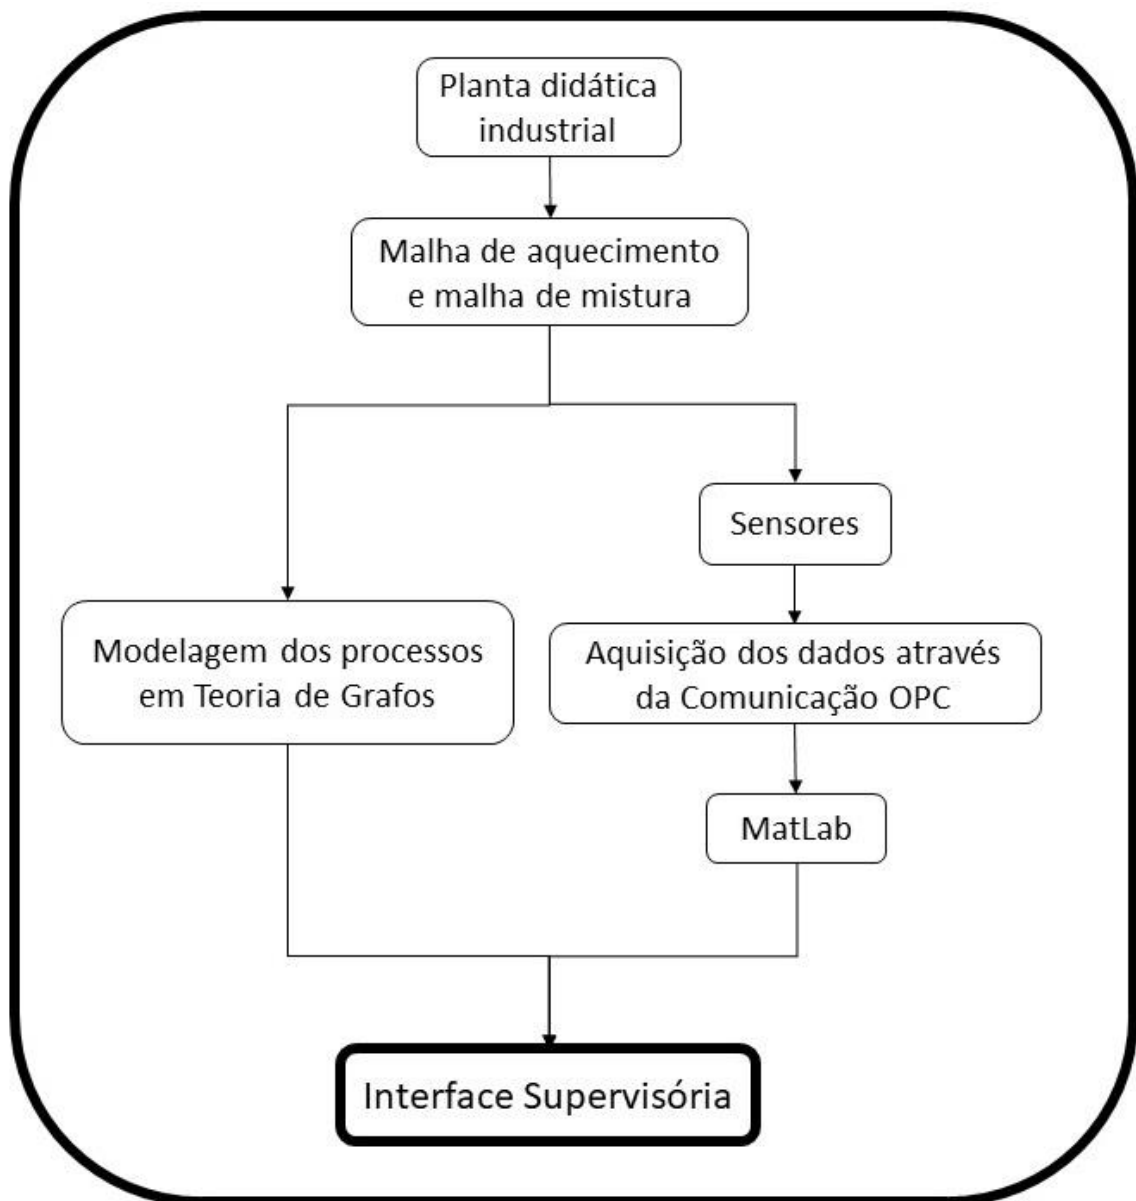 Planta didática
industrial
Malha de aquecimento
e malha de mistura
Sensores
Modelagem dos processos
em Teoria de Grafos
Aquisição dos dados através
da Comunicação OPC
MatLab
Interface Supervisória